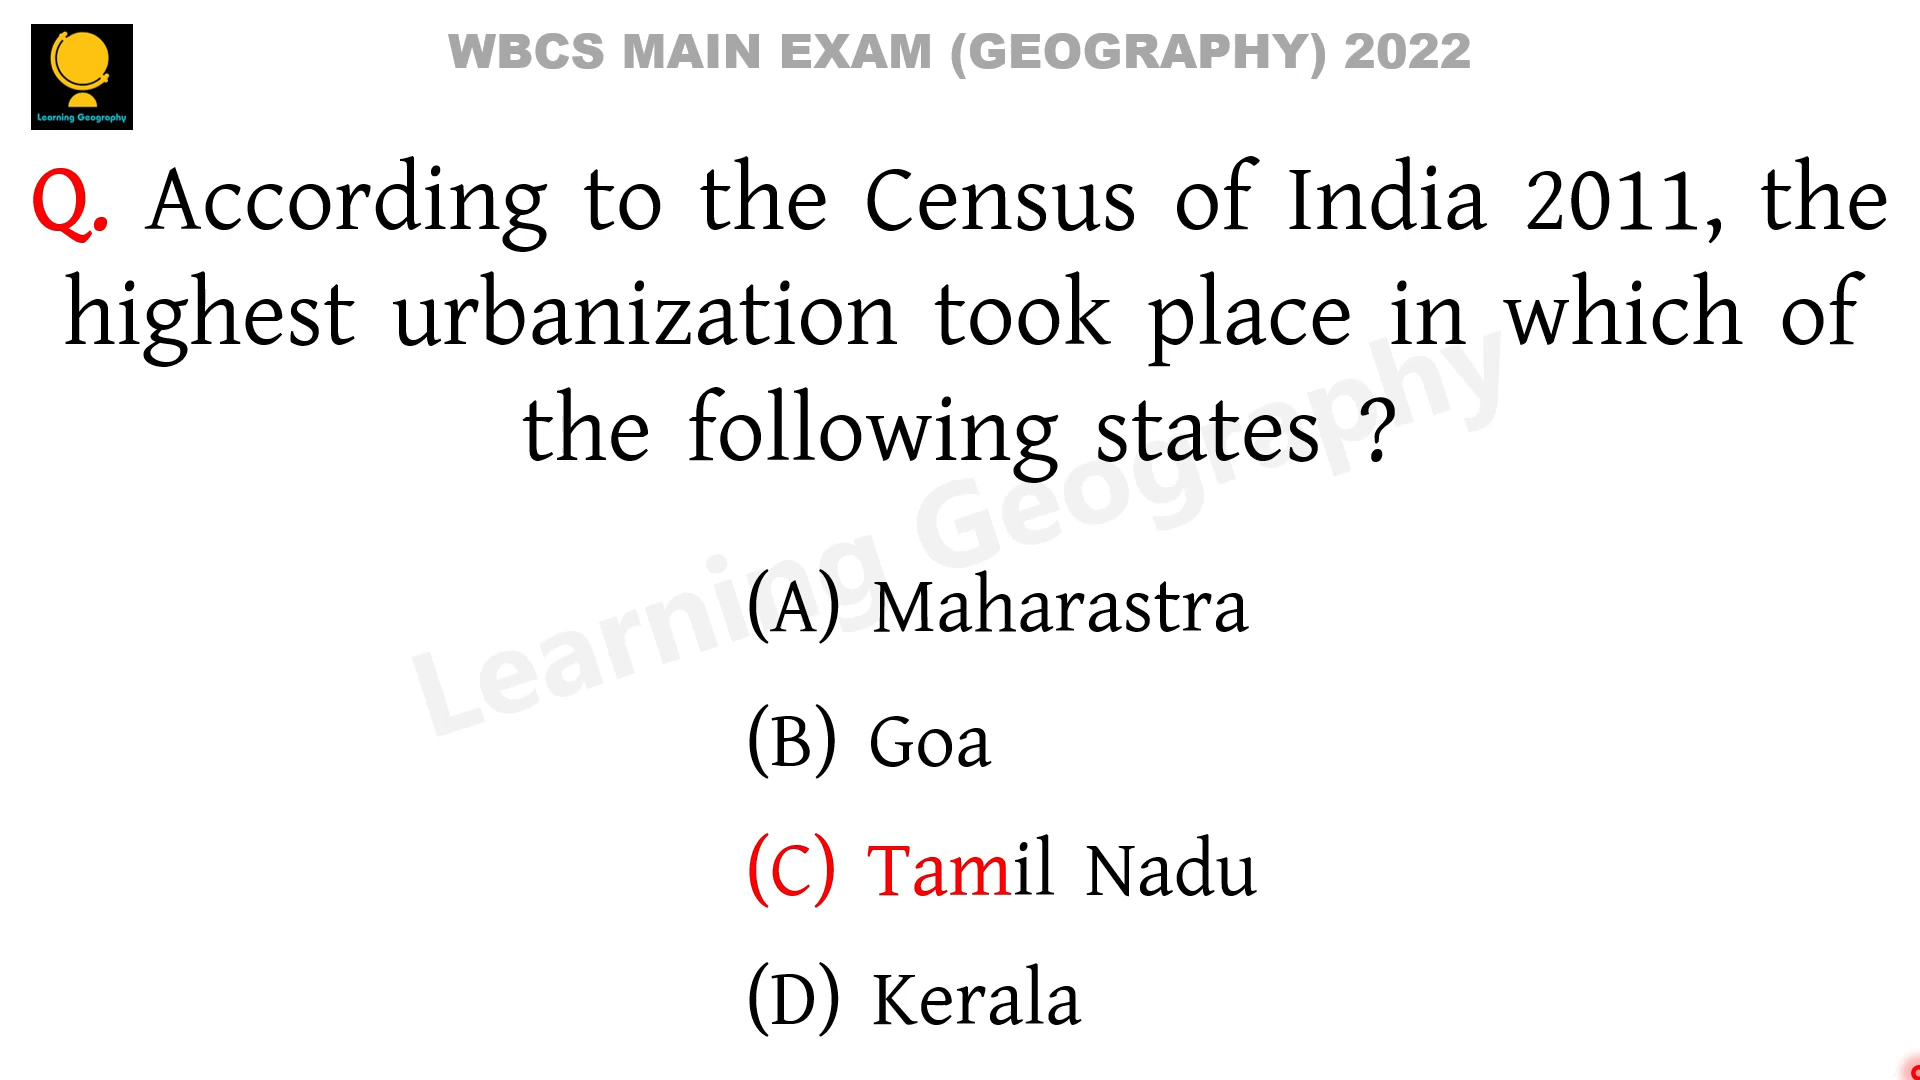 Learning Geography
WBCS MAIN EXAM (GEOGRAPHY) 2022
Q. According to the Census of India 2011, the
highest urbanization took place in which of
the following states ?
Learning Geography
(A) Maharastra
(B) Goa
(C) Tamil Nadu
(D) Kerala